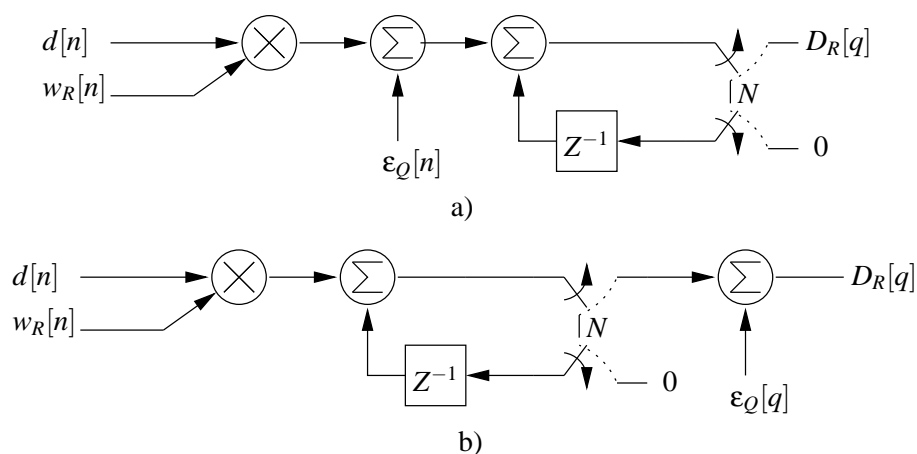 d[n]
w_R[n]
∑
∑
D_R[q]
N
Z⁻¹
0
ε_Q[n]
a)
d[n]
w_R[n]
∑
∑
D_R[q]
N
Z⁻¹
0
ε_Q[q]
b)